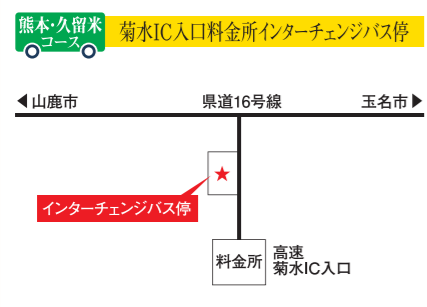 熊本・久留米
コース
菊水IC入口料金所インターチェンジバス停
◀山鹿市
県道16号線
玉名市▶
★
インターチェンジバス停
料金所
高速
菊水IC入口